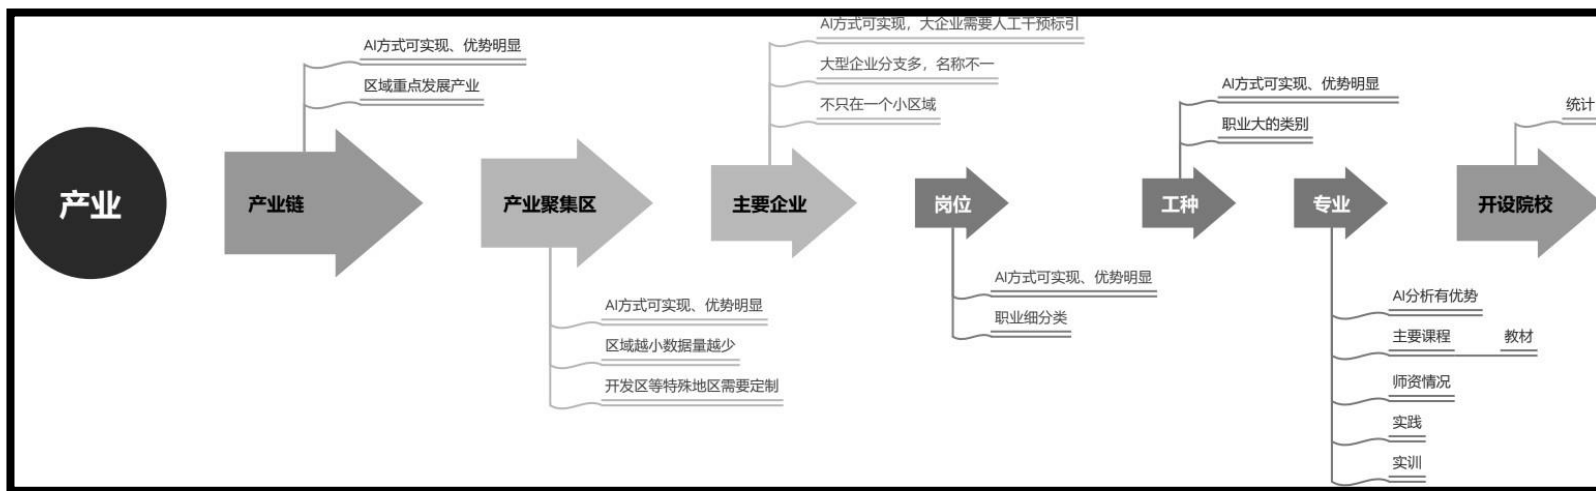 产业
产业链
AI方式可实现、优势明显
区域重点发展产业
产业聚集区
AI方式可实现、优势明显
区域越小数据量越少
开发区等特殊地区需要定制
主要企业
AI方式可实现，大企业需要人工干预标引
大型企业分支多，名称不一
不只在一个小区域
岗位
AI方式可实现、优势明显
职业细分类
工种
AI方式可实现、优势明显
职业大的类别
专业
AI分析有优势
主要课程
教材
师资情况
实践
实训
开设院校
统计